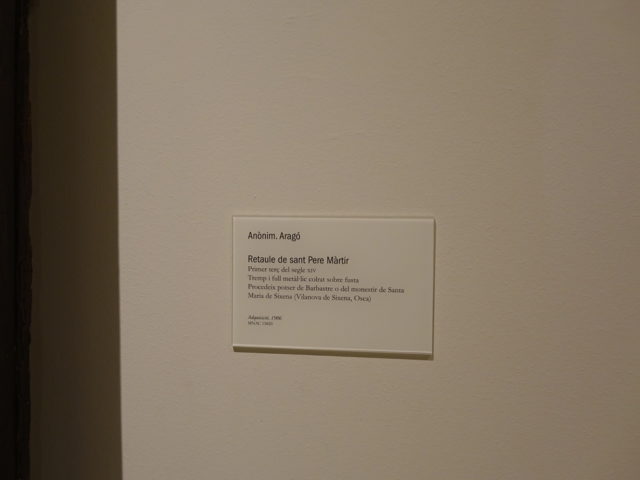 Anònim. Aragó
Retaule de sant Pere Màrtir
Primer terç del segle XIV
Tremp i full metàl·lic colrat sobre fusta
Procedeix potser de Barbastre o del monestir de Santa
Maria de Sixena (Vilanova de Sixena, Osca)
Adquisició, 1906
MNAC